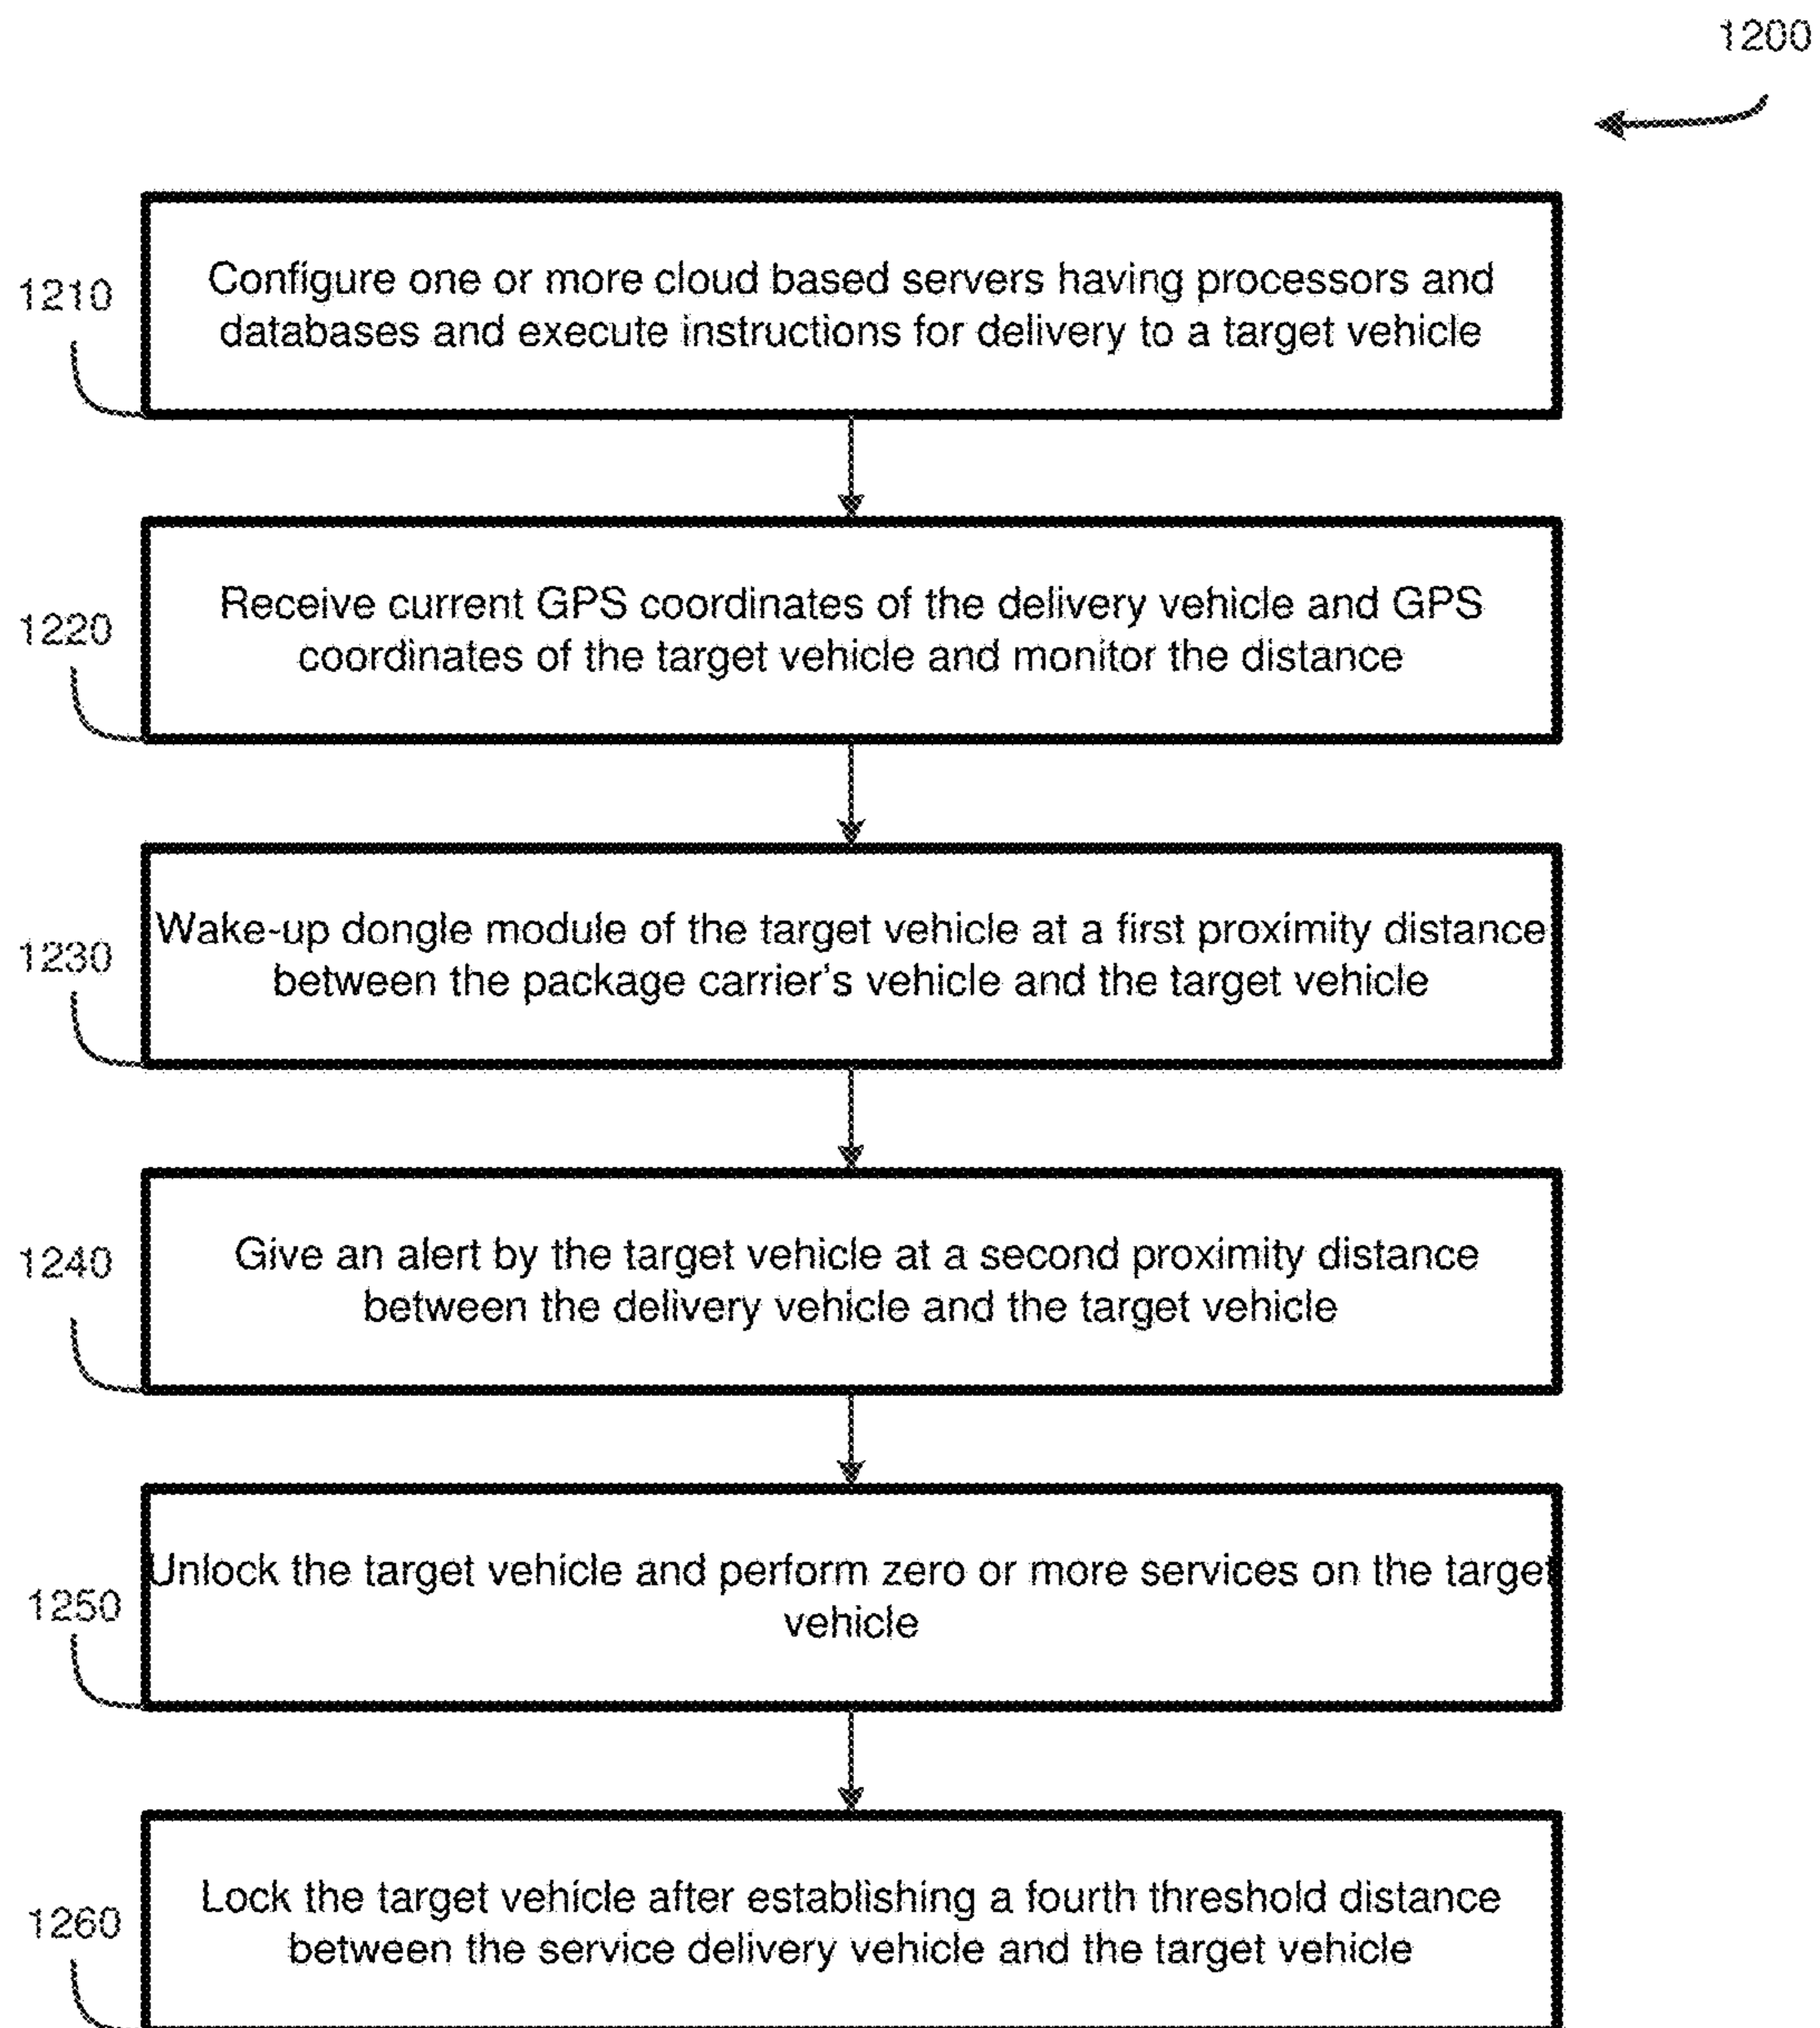 1200
1210
Configure one or more cloud based servers having processors and
databases and execute instructions for delivery to a target vehicle
1220
Receive current GPS coordinates of the delivery vehicle and GPS
coordinates of the target vehicle and monitor the distance
1230
Wake-up dongle module of the target vehicle at a first proximity distance
between the package carrier's vehicle and the target vehicle
1240
Give an alert by the target vehicle at a second proximity distance
between the delivery vehicle and the target vehicle
1250
Unlock the target vehicle and perform zero or more services on the target
vehicle
1260
Lock the target vehicle after establishing a fourth threshold distance
between the service delivery vehicle and the target vehicle